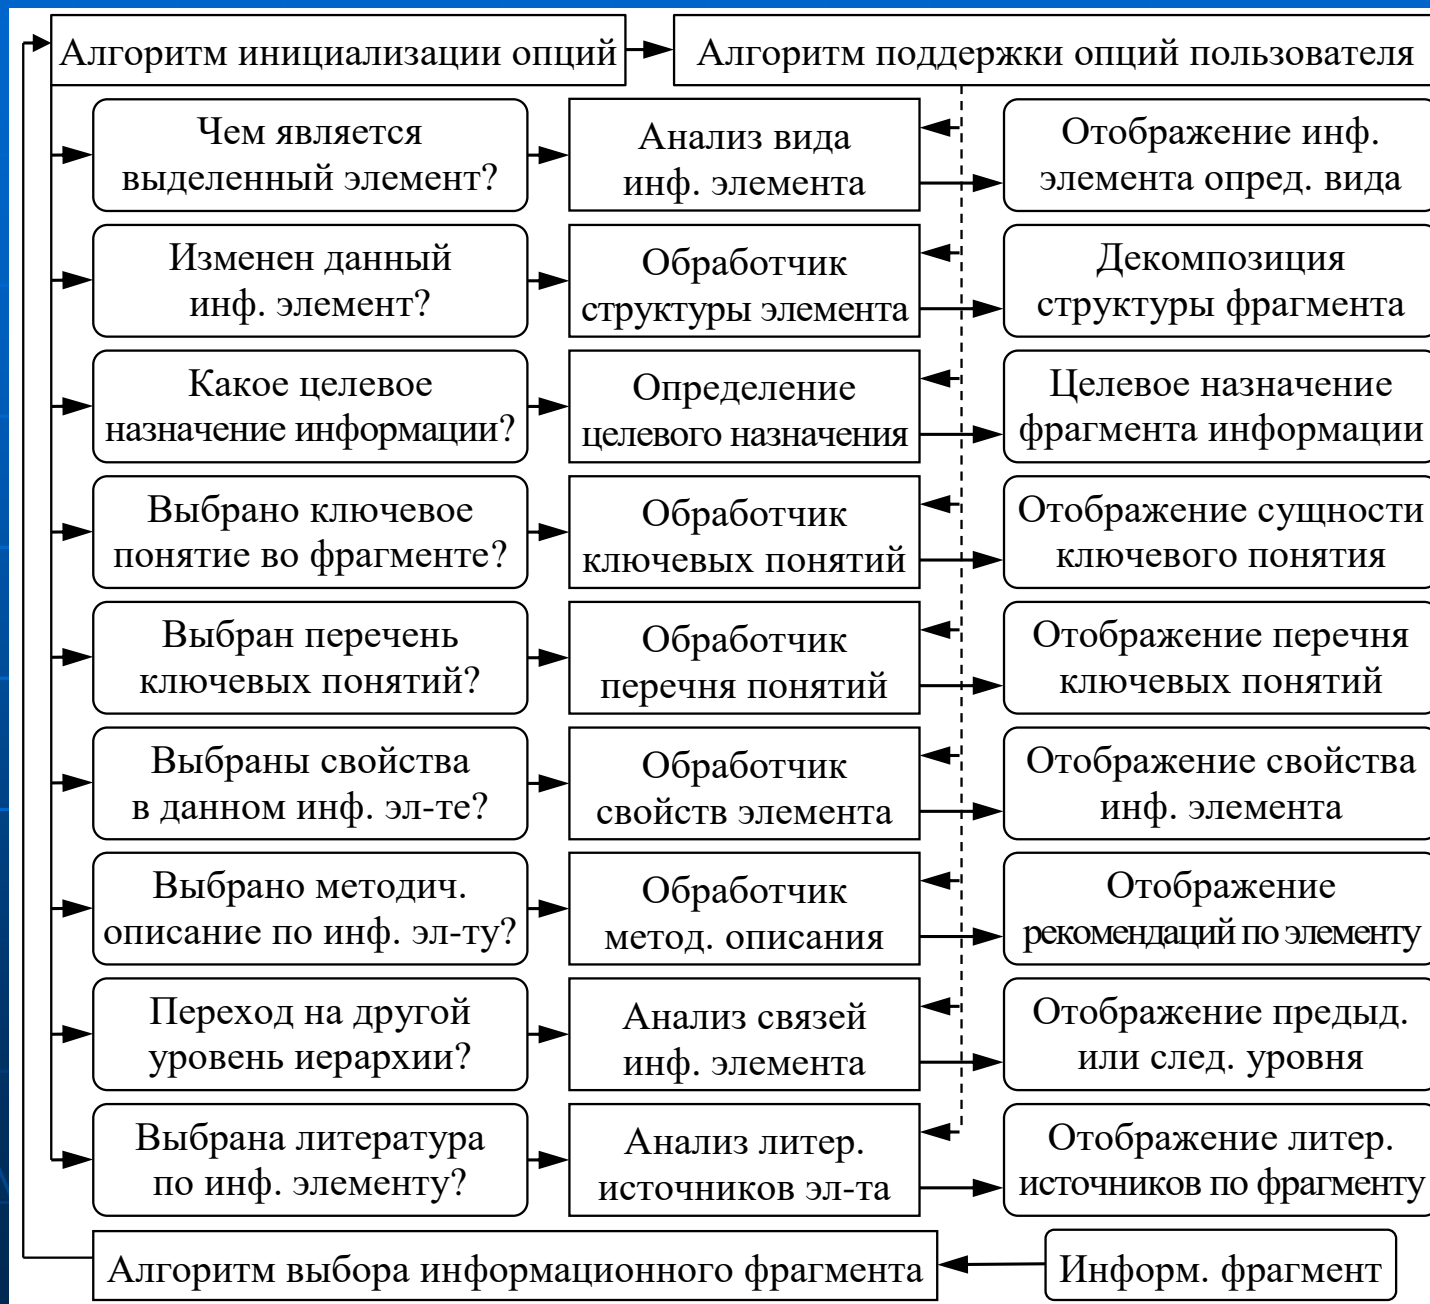 Алгоритм инициализации опций
Алгоритм поддержки опций пользователя
Чем является
выделенный элемент?
Анализ вида
инф. элемента
Отображение инф.
элемента опред. вида
Изменен данный
инф. элемент?
Обработчик
структуры элемента
Декомпозиция
структуры фрагмента
Какое целевое
назначение информации?
Определение
целевого назначения
Целевое назначение
фрагмента информации
Выбрано ключевое
понятие во фрагменте?
Обработчик
ключевых понятий
Отображение сущности
ключевого понятия
Выбран перечень
ключевых понятий?
Обработчик
перечня понятий
Отображение перечня
ключевых понятий
Выбраны свойства
в данном инф. эл-те?
Обработчик
свойств элемента
Отображение свойства
инф. элемента
Выбрано методич.
описание по инф. эл-ту?
Обработчик
метод. описания
Отображение
рекомендаций по элементу
Переход на другой
уровень иерархии?
Анализ связей
инф. элемента
Отображение предыд.
или след. уровня
Выбрана литература
по инф. элементу?
Анализ литер.
источников эл-та
Отображение литер.
источников по фрагменту
Алгоритм выбора информационного фрагмента
Информ. фрагмент